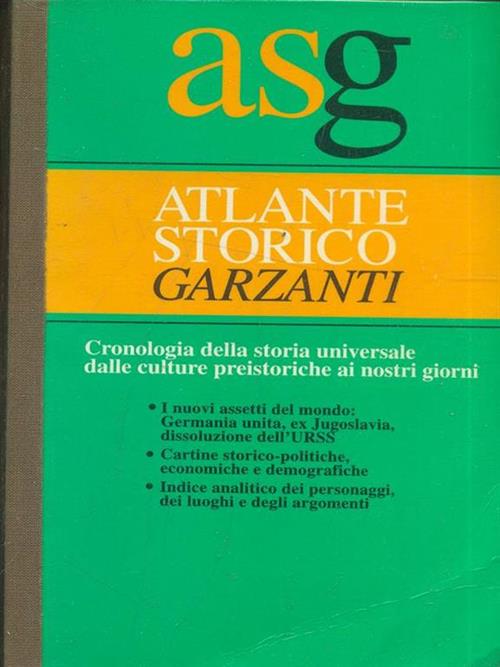 asg
ATLANTE
STORICO
GARZANTI
Cronologia della storia universale
dalle culture preistoriche ai nostri giorni
• I nuovi assetti del mondo:
Germania unita, ex Jugoslavia,
dissoluzione dell'URSS
• Cartine storico-politiche,
economiche e demografiche
• Indice analitico dei personaggi,
dei luoghi e degli argomenti